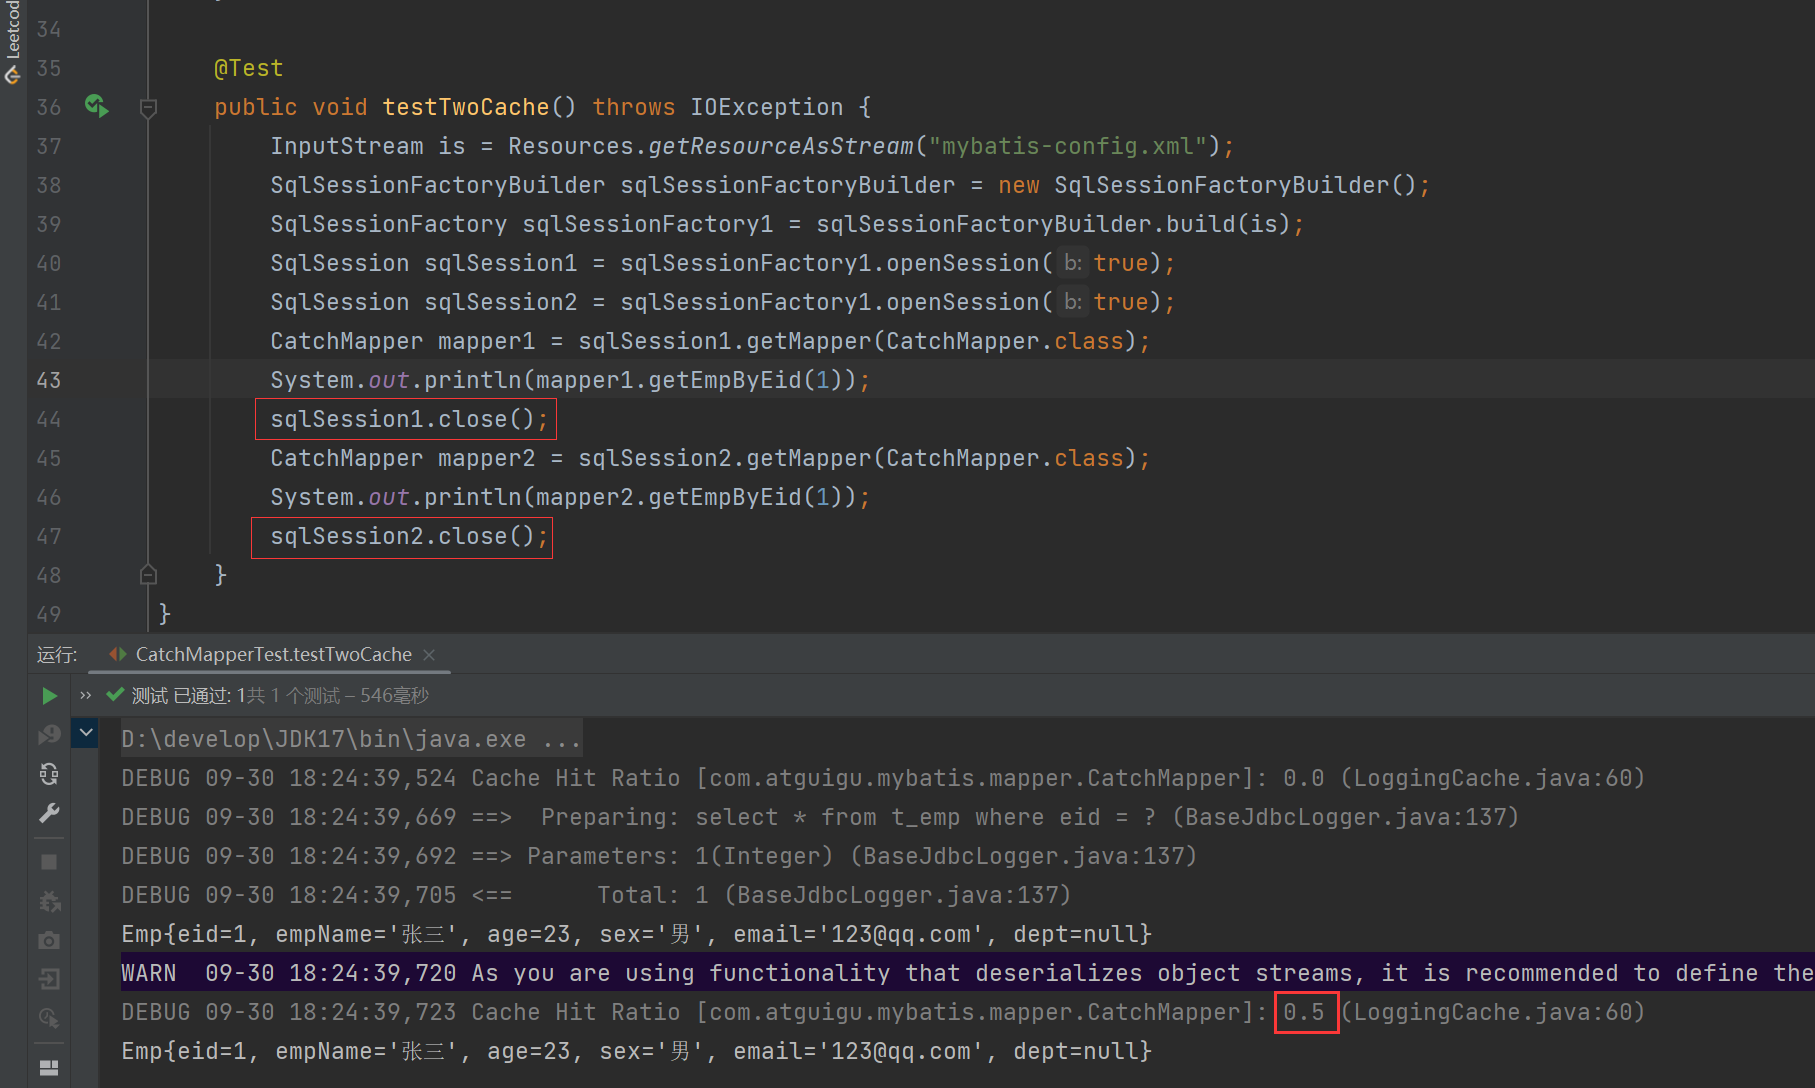 Leetcod
34
35 @Test
36 public void testTwoCache() throws IOException {
37 InputStream is = Resources.getResourceAsStream("mybatis-config.xml");
38 SqlSessionFactoryBuilder sqlSessionFactoryBuilder = new SqlSessionFactoryBuilder();
39 SqlSessionFactory sqlSessionFactory1 = sqlSessionFactoryBuilder.build(is);
40 SqlSession sqlSession1 = sqlSessionFactory1.openSession( b: true);
41 SqlSession sqlSession2 = sqlSessionFactory1.openSession( b: true);
42 CatchMapper mapper1 = sqlSession1.getMapper(CatchMapper.class);
43 System.out.println(mapper1.getEmpByEid(1));
44 sqlSession1.close();
45 CatchMapper mapper2 = sqlSession2.getMapper(CatchMapper.class);
46 System.out.println(mapper2.getEmpByEid(1));
47 sqlSession2.close();
48 }
49 }
运行: CatchMapperTest.testTwoCache ×
» 测试 已通过: 1共 1 个测试 – 546毫秒
D:\develop\JDK17\bin\java.exe ...
DEBUG 09-30 18:24:39,524 Cache Hit Ratio [com.atguigu.mybatis.mapper.CatchMapper]: 0.0 (LoggingCache.java:60)
DEBUG 09-30 18:24:39,669 ==>  Preparing: select * from t_emp where eid = ? (BaseJdbcLogger.java:137)
DEBUG 09-30 18:24:39,692 ==> Parameters: 1(Integer) (BaseJdbcLogger.java:137)
DEBUG 09-30 18:24:39,705 <==      Total: 1 (BaseJdbcLogger.java:137)
Emp{eid=1, empName='张三', age=23, sex='男', email='123@qq.com', dept=null}
WARN  09-30 18:24:39,720 As you are using functionality that deserializes object streams, it is recommended to define the
DEBUG 09-30 18:24:39,723 Cache Hit Ratio [com.atguigu.mybatis.mapper.CatchMapper]: 0.5 (LoggingCache.java:60)
Emp{eid=1, empName='张三', age=23, sex='男', email='123@qq.com', dept=null}